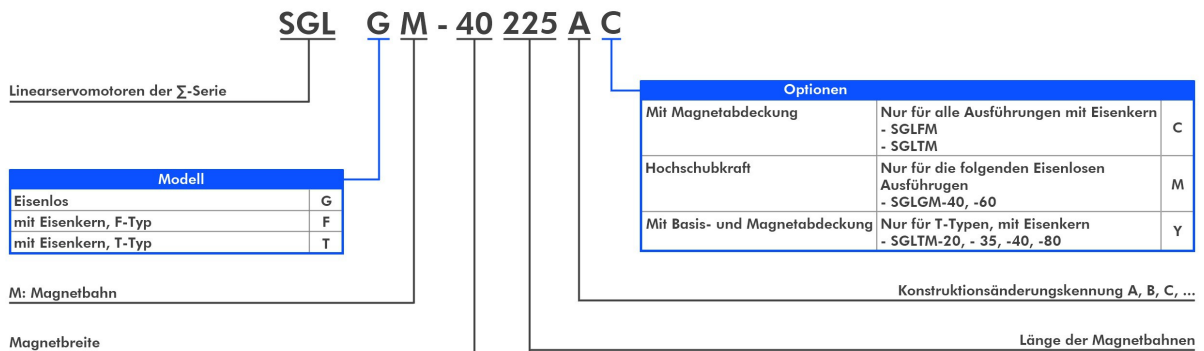 SGL G M - 40 225 A C
Linearservomotoren der ∑-Serie
Modell
Eisenlos G
mit Eisenkern, F-Typ F
mit Eisenkern, T-Typ T
M: Magnetbahn
Magnetbreite
Optionen
Mit Magnetabdeckung Nur für alle Ausführungen mit Eisenkern
- SGLFM C
- SGLTM
Hochschubkraft Nur für die folgenden Eisenlosen
Ausführugen M
- SGLGM-40, -60
Mit Basis- und Magnetabdeckung Nur für T-Typen, mit Eisenkern Y
- SGLTM-20, - 35, -40, -80
Konstruktionsänderungskennung A, B, C, ...
Länge der Magnetbahnen